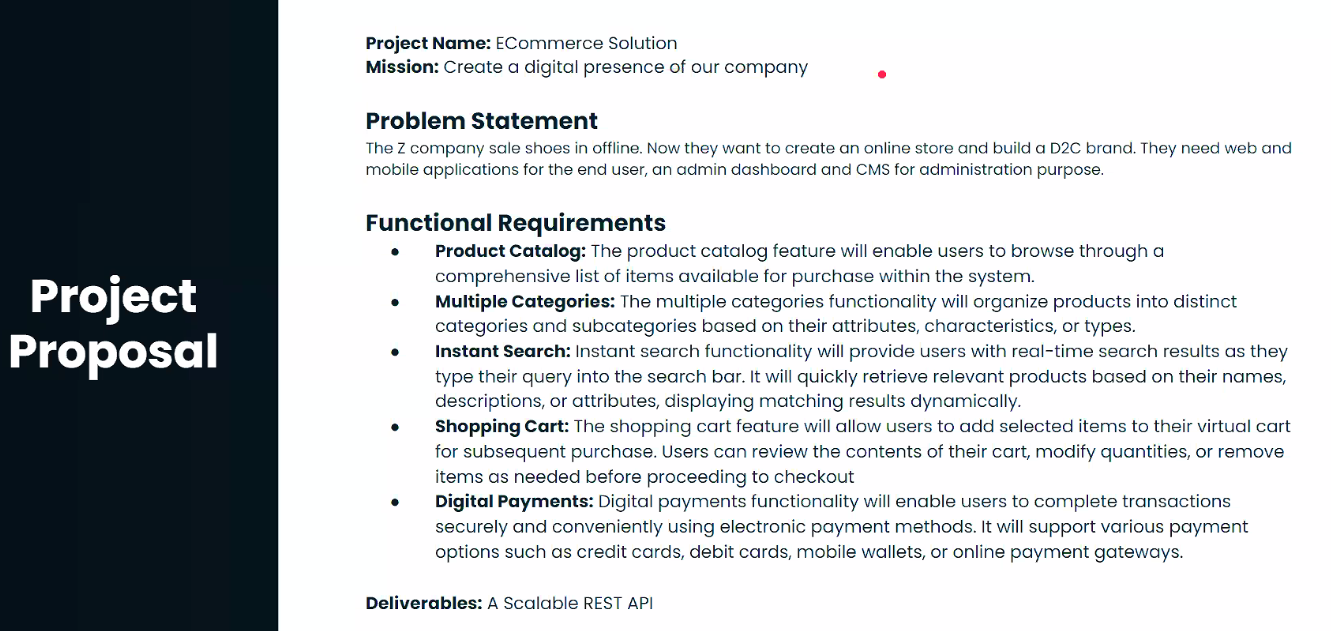 Project
Proposal
Project Name: ECommerce Solution
Mission: Create a digital presence of our company
Problem Statement
The Z company sale shoes in offline. Now they want to create an online store and build a D2C brand. They need web and
mobile applications for the end user, an admin dashboard and CMS for administration purpose.
Functional Requirements
● Product Catalog: The product catalog feature will enable users to browse through a
comprehensive list of items available for purchase within the system.
● Multiple Categories: The multiple categories functionality will organize products into distinct
categories and subcategories based on their attributes, characteristics, or types.
● Instant Search: Instant search functionality will provide users with real-time search results as they
type their query into the search bar. It will quickly retrieve relevant products based on their names,
descriptions, or attributes, displaying matching results dynamically.
● Shopping Cart: The shopping cart feature will allow users to add selected items to their virtual cart
for subsequent purchase. Users can review the contents of their cart, modify quantities, or remove
items as needed before proceeding to checkout
● Digital Payments: Digital payments functionality will enable users to complete transactions
securely and conveniently using electronic payment methods. It will support various payment
options such as credit cards, debit cards, mobile wallets, or online payment gateways.
Deliverables: A Scalable REST API